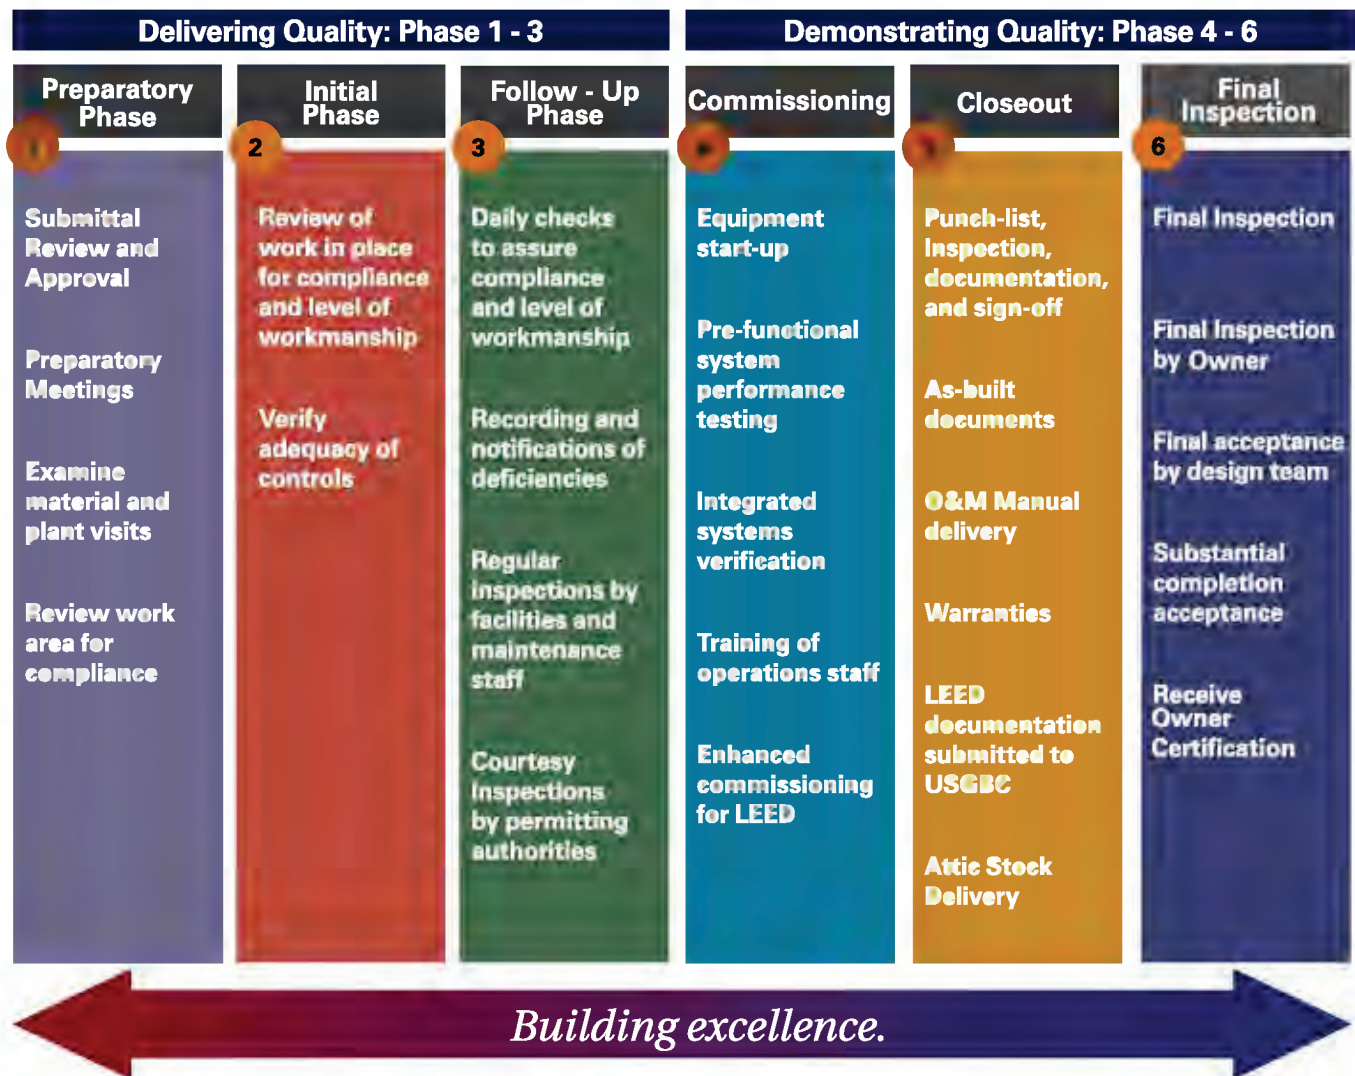 Delivering Quality: Phase 1 - 3
Demonstrating Quality: Phase 4 - 6
Preparatory
Phase
1
Submittal
Review and
Approval
Preparatory
Meetings
Examine
material and
plant visits
Review work
area for
compliance
Initial
Phase
2
Review of
work in place
for compliance
and level of
workmanship
Verify
adequacy of
controls
Follow - Up
Phase
3
Daily checks
to assure
compliance
and level of
workmanship
Recording and
notifications of
deficiencies
Regular
inspections by
facilities and
maintenance
staff
Courtesy
Inspections
by permitting
authorities
Commissioning
Equipment
start-up
Pre-functional
system
performance
testing
Integrated
systems
verification
Training of
operations staff
Enhanced
commissioning
for LEED
Closeout
Punch-list,
Inspection,
documentation,
and sign-off
As-built
documents
O&M Manual
delivery
Warranties
LEED
documentation
submitted to
USGBC
Attic Stock
Delivery
Final
Inspection
6
Final Inspection
Final Inspection
by Owner
Final acceptance
by design team
Substantial
completion
acceptance
Receive
Owner
Certification
Building excellence.